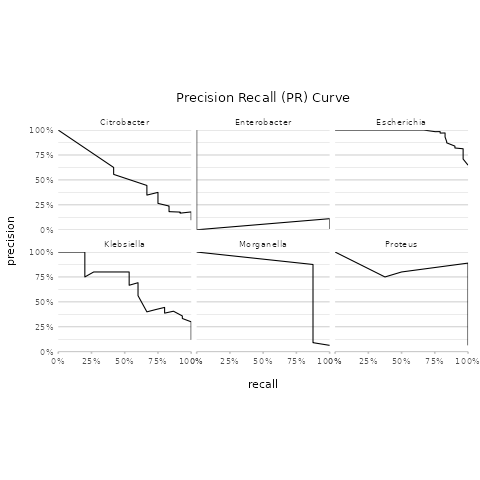 Precision Recall (PR) Curve
Citrobacter Enterobacter Escherichia
100%
75%
50%
25%
0%
Klebsiella Morganella Proteus
100%
75%
50%
25%
0%
0% 25% 50% 75% 100% 0% 25% 50% 75% 100% 0% 25% 50% 75% 100%
recall
precision